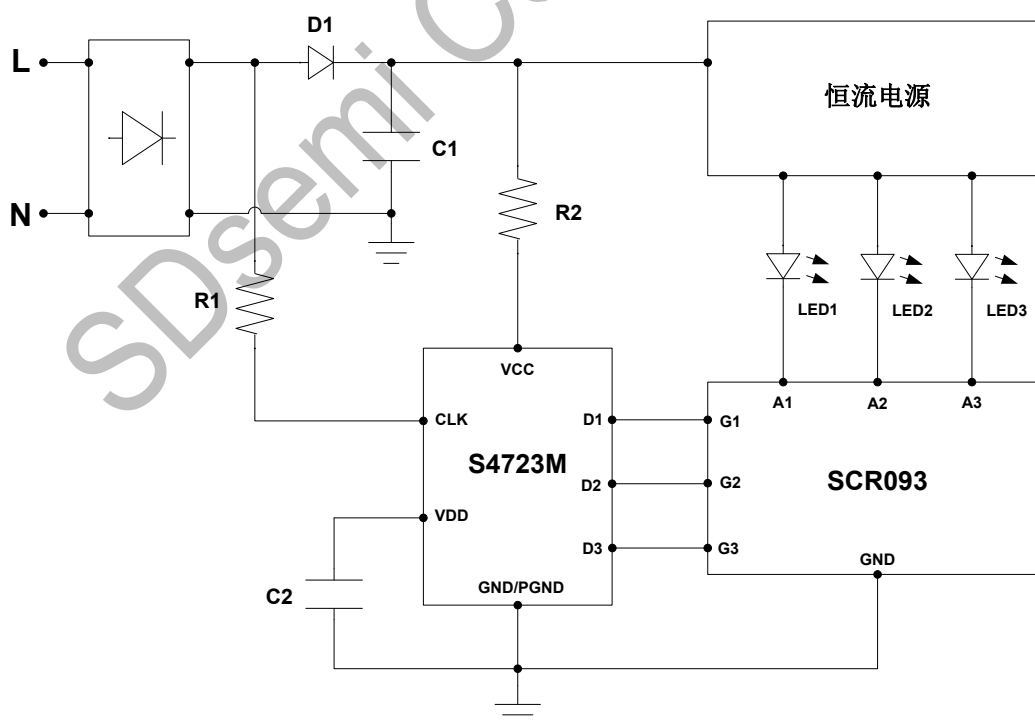 D1
L
恒流电源
C1
N
R2
R1
LED1
LED2
LED3
VCC
A1
A2
A3
CLK
D1
G1
S4723M
SCR093
D2
G2
VDD
D3
G3
GND
GND/PGND
C2
SDsemi Co